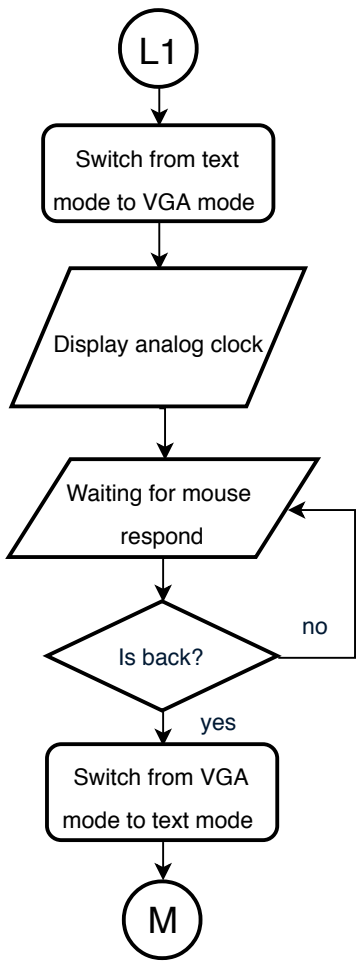 L1
Switch from text
mode to VGA mode
Display analog clock
Waiting for mouse
respond
no
Is back?
yes
Switch from VGA
mode to text mode
M